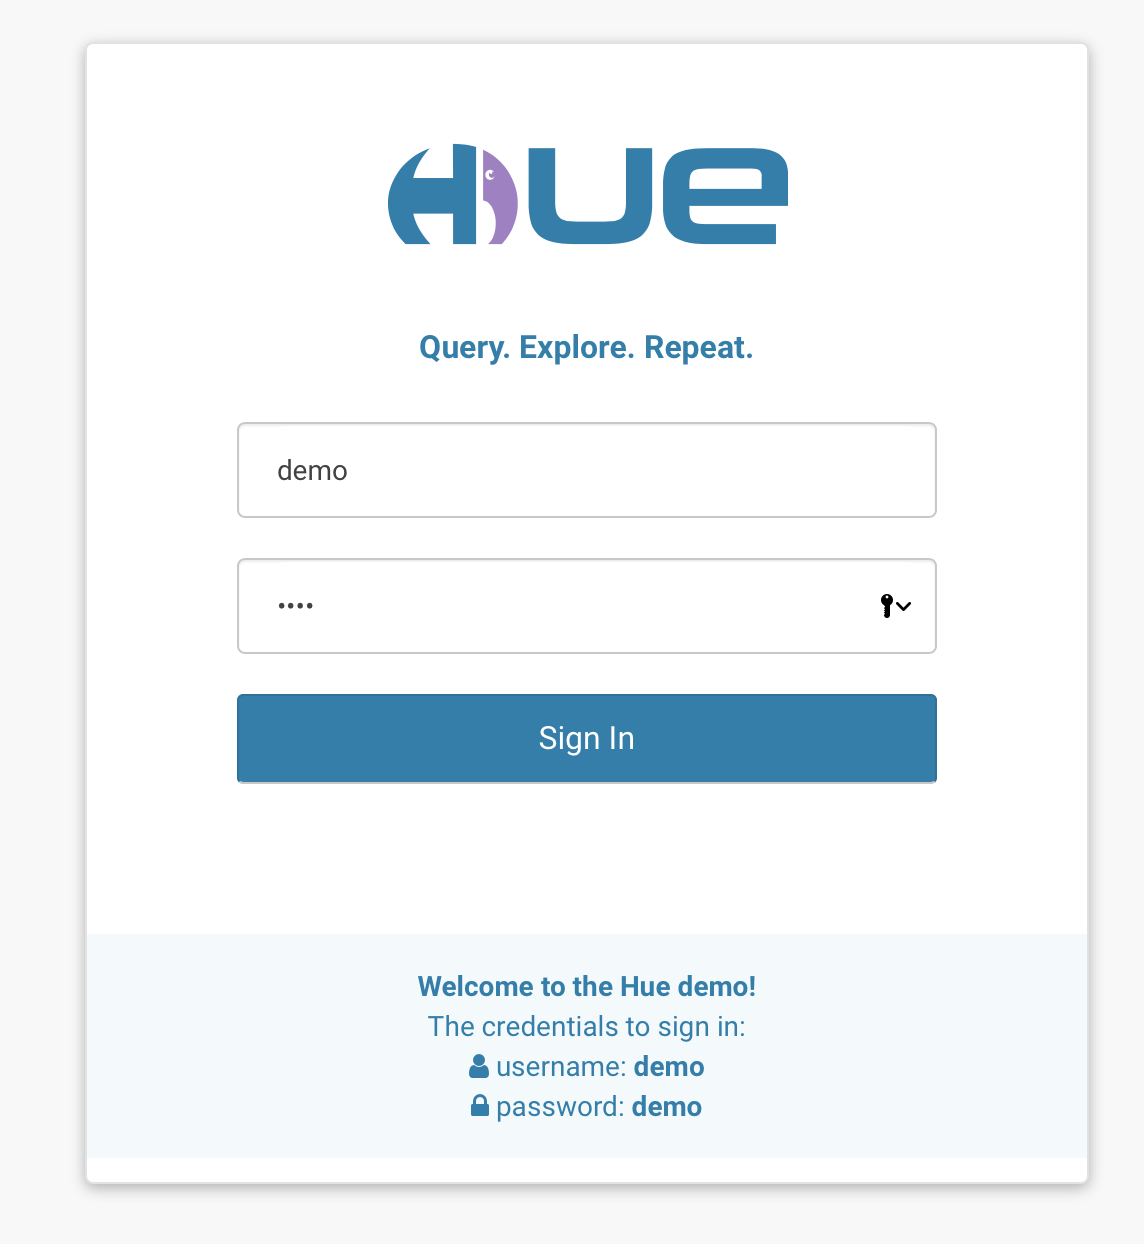 Hue
Query. Explore. Repeat.
demo
••••
Sign In
Welcome to the Hue demo!
The credentials to sign in:
username: demo
password: demo